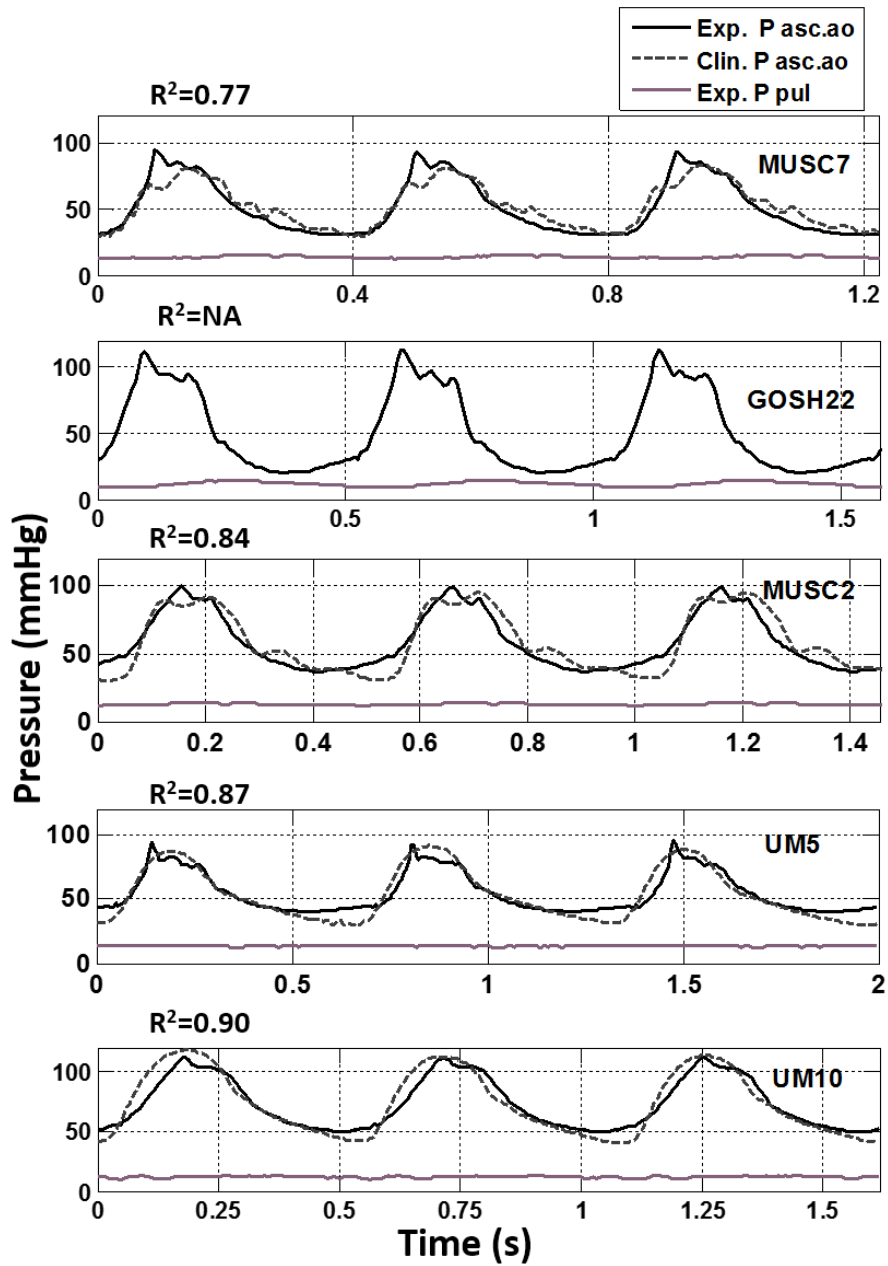 Exp. P asc.ao
Clin. P asc.ao
Exp. P pul
R²=0.77
100
50
0
MUSC7
0 0.4 0.8 1.2
R²=NA
100
50
0
GOSH22
0 0.5 1 1.5
R²=0.84
100
50
0
MUSC2
0 0.2 0.4 0.6 0.8 1 1.2 1.4
R²=0.87
100
50
0
UM5
0 0.5 1 1.5 2
R²=0.90
100
50
0
UM10
0 0.25 0.5 0.75 1 1.25 1.5
Pressure (mmHg)
Time (s)